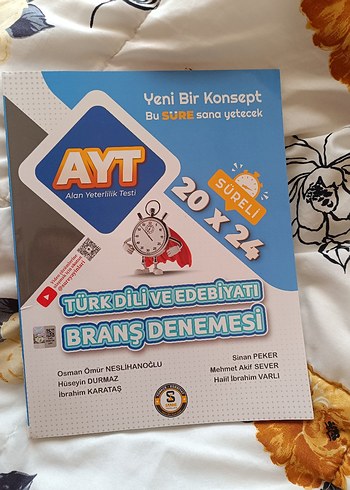 Yeni Bir Konsept
Bu SÜRE sana yetecek
AYT
Alan Yeterlilik Testi
SÜRELİ
20 X 24
TÜRK DİLİ VE EDEBİYATI
BRANŞ DENEMESİ
Osman Ömür NESLİHANOĞLU
Hüseyin DURMAZ
İbrahim KARATAŞ
Sinan PEKER
Mehmet Akif SEVER
Halil İbrahim VARLI
S